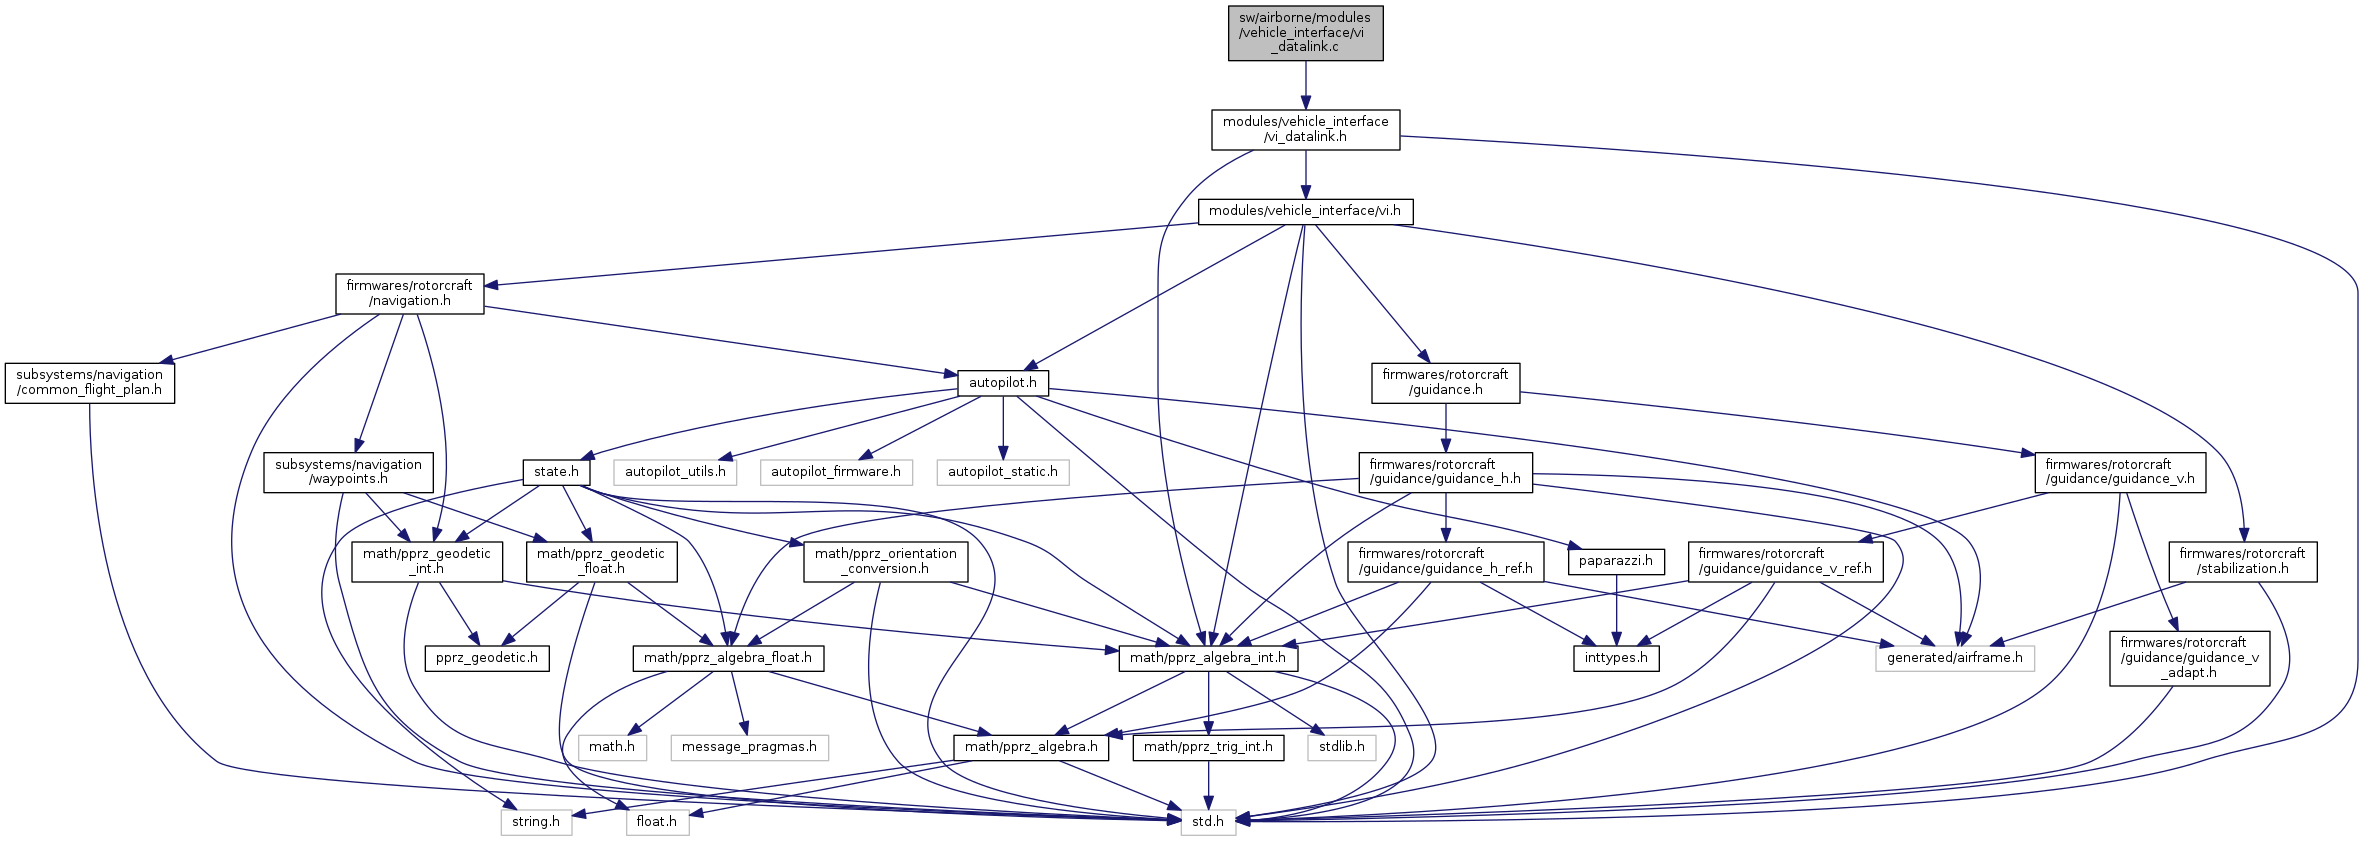 sw/airborne/modules
/vehicle_interface/vi
_datalink.c
modules/vehicle_interface
/vi_datalink.h
modules/vehicle_interface/vi.h
firmwares/rotorcraft
/navigation.h
subsystems/navigation
/common_flight_plan.h
autopilot.h
firmwares/rotorcraft
/guidance.h
subsystems/navigation
/waypoints.h
state.h
autopilot_utils.h
autopilot_firmware.h
autopilot_static.h
firmwares/rotorcraft
/guidance/guidance_h.h
firmwares/rotorcraft
/guidance/guidance_v.h
math/pprz_geodetic
_int.h
math/pprz_geodetic
_float.h
math/pprz_orientation
_conversion.h
firmwares/rotorcraft
/guidance/guidance_h_ref.h
paparazzi.h
firmwares/rotorcraft
/guidance/guidance_v_ref.h
firmwares/rotorcraft
/stabilization.h
pprz_geodetic.h
math/pprz_algebra_float.h
math/pprz_algebra_int.h
inttypes.h
generated/airframe.h
firmwares/rotorcraft
/guidance/guidance_v
_adapt.h
math.h
message_pragmas.h
math/pprz_algebra.h
math/pprz_trig_int.h
stdlib.h
string.h
float.h
std.h